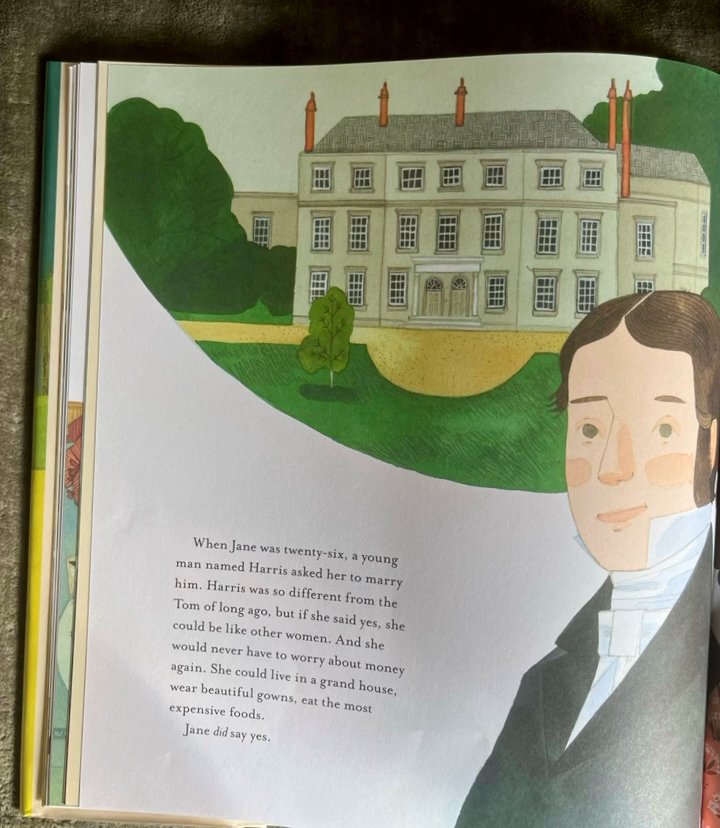 When Jane was twenty-six, a young
man named Harris asked her to marry
him. Harris was so different from the
Tom of long ago, but if she said yes, she
could be like other women. And she
would never have to worry about money
again. She could live in a grand house,
wear beautiful gowns, eat the most
expensive foods.
Jane did say yes.